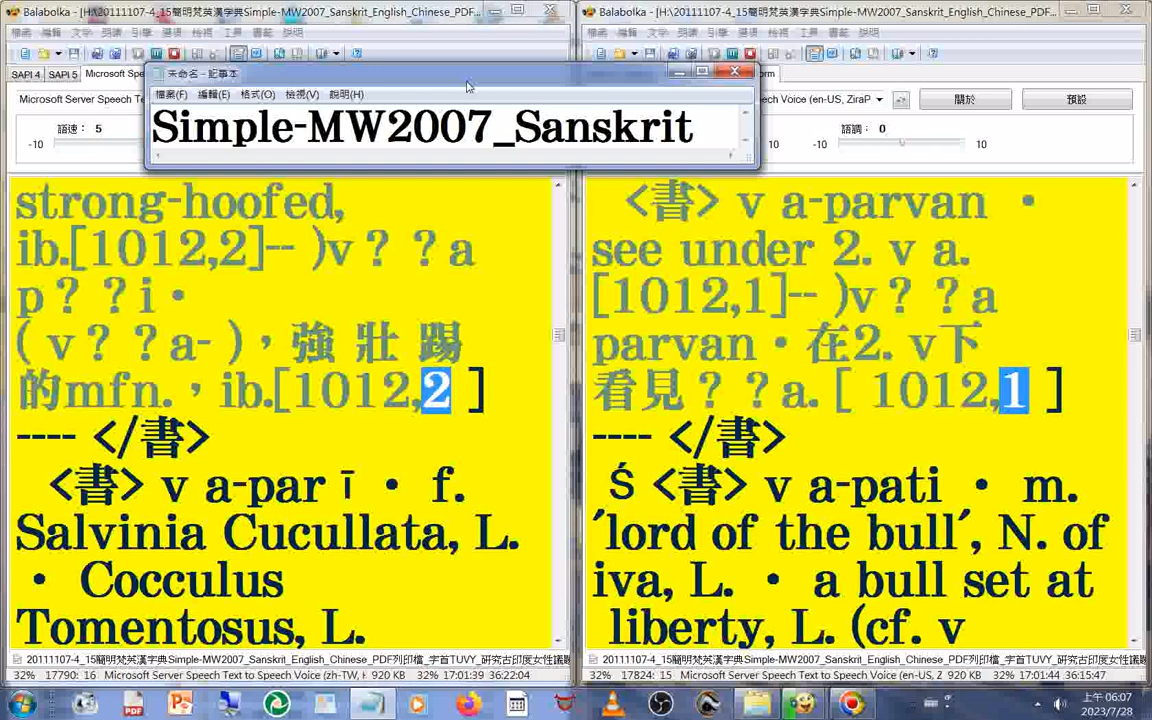 Balabolka - [H:\20111107-4_15簡明梵英漢字典Simple-MW2007_Sanskrit_English_Chinese_PDF...
Balabolka - [H:\20111107-4_15簡明梵英漢字典Simple-MW2007_Sanskrit_English_Chinese_PDF...
SAPI 4 SAPI 5 Microsoft Spe
未命名 - 記事本
檔案(F) 編輯(E) 格式(O) 檢視(V) 說明(H)
Simple-MW2007_Sanskrit
Microsoft Server Speech Te
ech Voice (en-US, ZiraP
關於
預設
語速： 5
-10
語調： 0
10 -10 10
strong-hoofed,
ib.[1012,2]-- )v？？a
p？？i・
( v？？a- )，強 壯 踢
的mfn.，ib.[1012,2 ]
---- </書>
<書> v a-par ī ・ f.
Salvinia Cucullata, L.
・ Cocculus
Tomentosus, L.
<書> v a-parvan ・
see under 2. v a.
[1012,1]-- )v？？a
parvan・在2. v下
看見？？a. [ 1012,1 ]
---- </書>
Ś <書> v a-pati ・ m.
'lord of the bull', N. of
iva, L. ・ a bull set at
liberty, L. (cf. v
20111107-4_15簡明梵英漢字典Simple-MW2007_Sanskrit_English_Chinese_PDF列印檔_字首TUVY_研究古印度女性議題
20111107-4_15簡明梵英漢字典Simple-MW2007_Sanskrit_English_Chinese_PDF列印檔_字首TUVY_研究古印度女性議題
32% 17790: 16 Microsoft Server Speech Text to Speech Voice (zh-TW, H 920 KB 32% 17:01:39 36:22:04
32% 17824: 15 Microsoft Server Speech Text to Speech Voice (en-US, Z 920 KB 32% 17:01:44 36:15:47
上午 06:07
2023/7/28